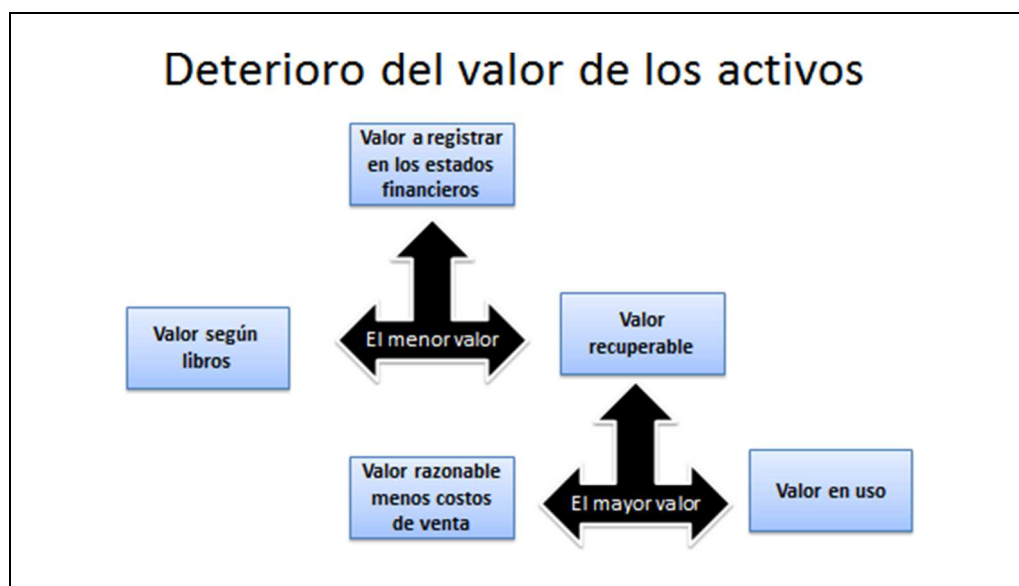 Deterioro del valor de los activos
Valor a registrar
en los estados
financieros
Valor según
libros
El menor valor
Valor
recuperable
Valor razonable
menos costos
de venta
El mayor valor
Valor en uso